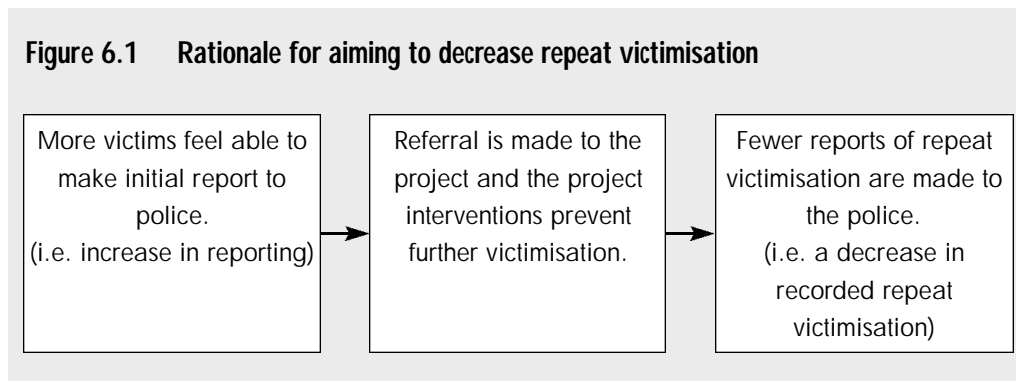 Figure 6.1 Rationale for aiming to decrease repeat victimisation
More victims feel able to
make initial report to
police.
(i.e. increase in reporting)
Referral is made to the
project and the project
interventions prevent
further victimisation.
Fewer reports of repeat
victimisation are made to
the police.
(i.e. a decrease in
recorded repeat
victimisation)